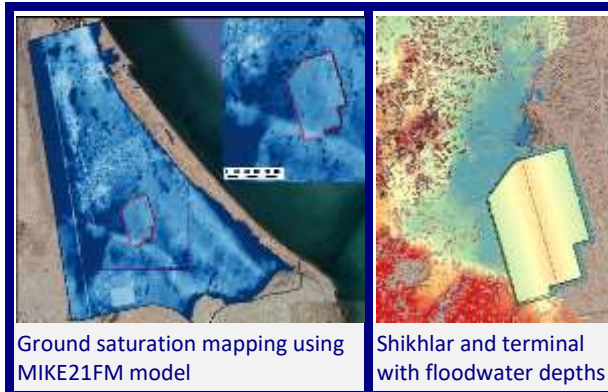 Ground saturation mapping using
MIKE21FM model
Shikhlar and terminal
with floodwater depths